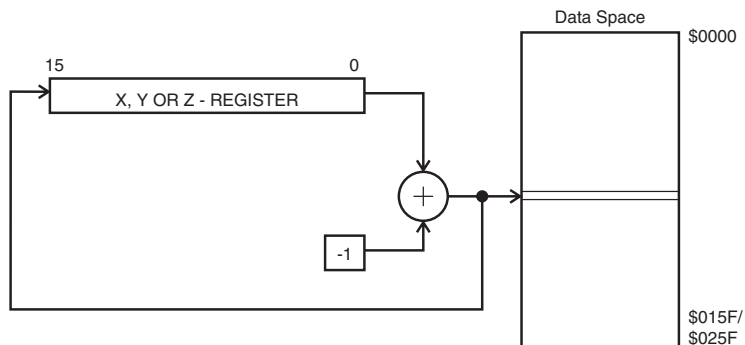 Data Space
$0000
15 0
X, Y OR Z - REGISTER
+
-1
$015F/
$025F